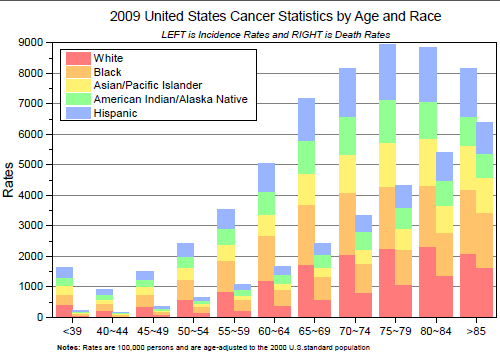 2009 United States Cancer Statistics by Age and Race
LEFT is Incidence Rates and RIGHT is Death Rates
9000
8000
7000
6000
5000
4000
3000
2000
1000
0
Rates
White
Black
Asian/Pacific Islander
American Indian/Alaska Native
Hispanic
<39 40~44 45~49 50~54 55~59 60~64 65~69 70~74 75~79 80~84 >85
Notes: Rates are 100,000 persons and are age-adjusted to the 2000 U.S.standard population